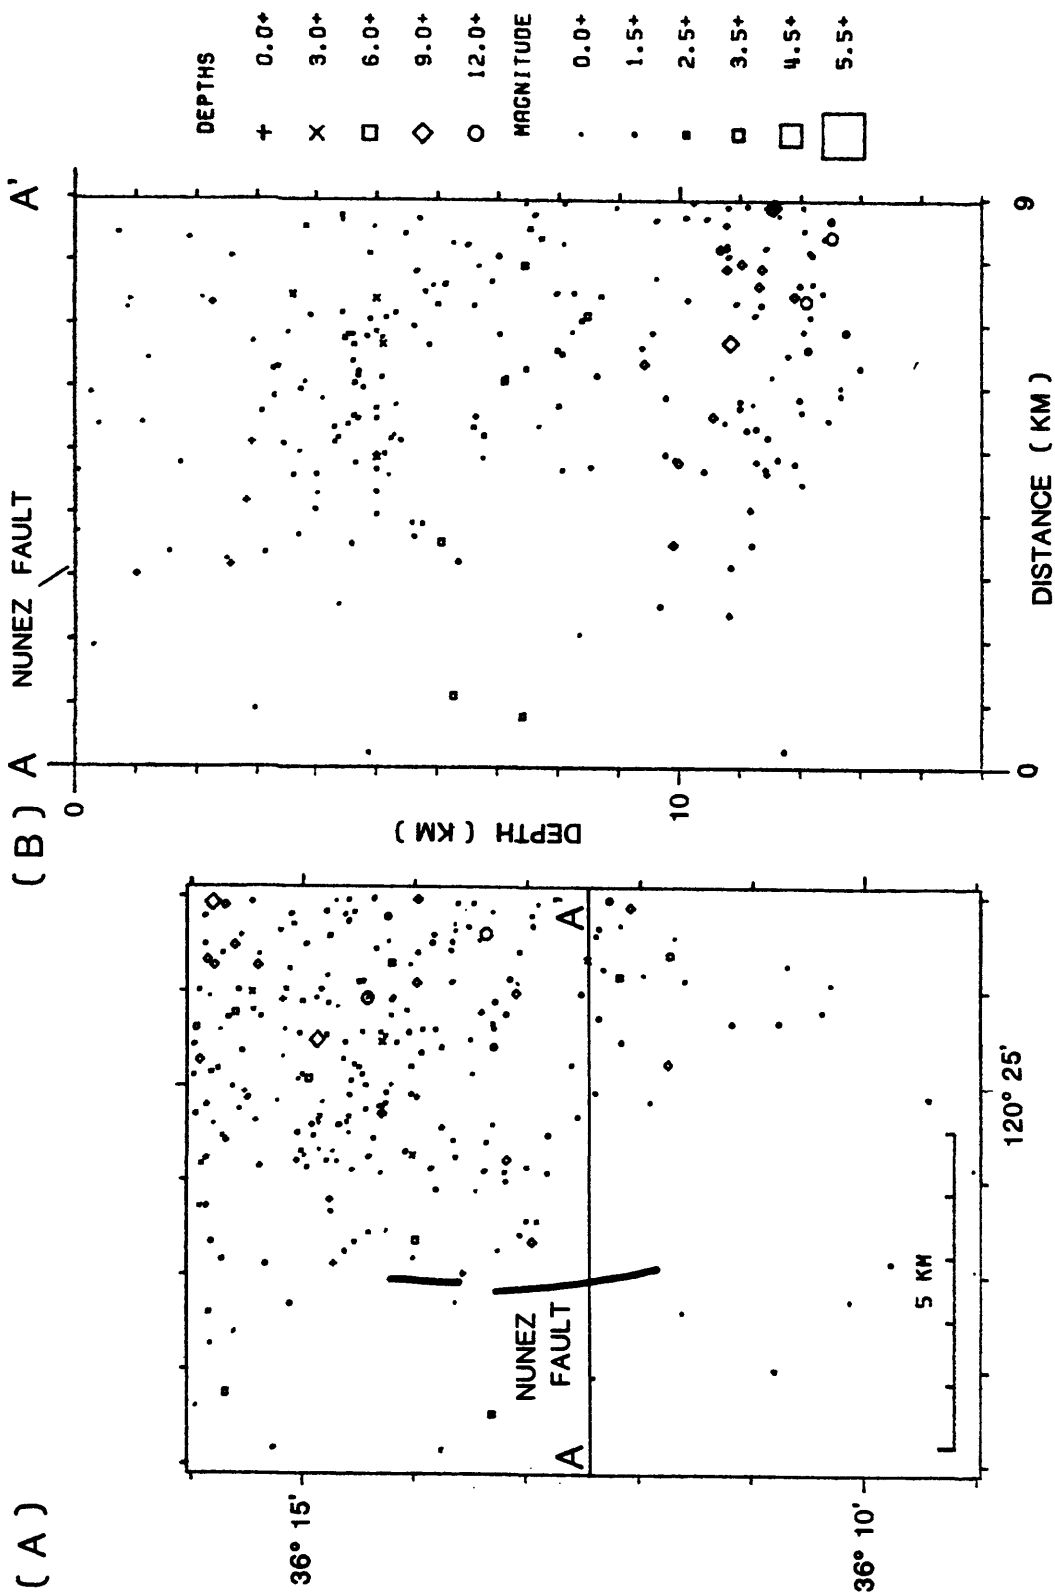 (A)
36° 15'
36° 10'
A
A
NUNEZ
FAULT
5 KM
120° 25'
(B)
A
NUNEZ FAULT
A'
0
10
DEPTH (KM)
0
9
DISTANCE (KM)
DEPTHS
0.0+
3.0+
6.0+
9.0+
12.0+
MAGNITUDE
0.0+
1.5+
2.5+
3.5+
4.5+
5.5+